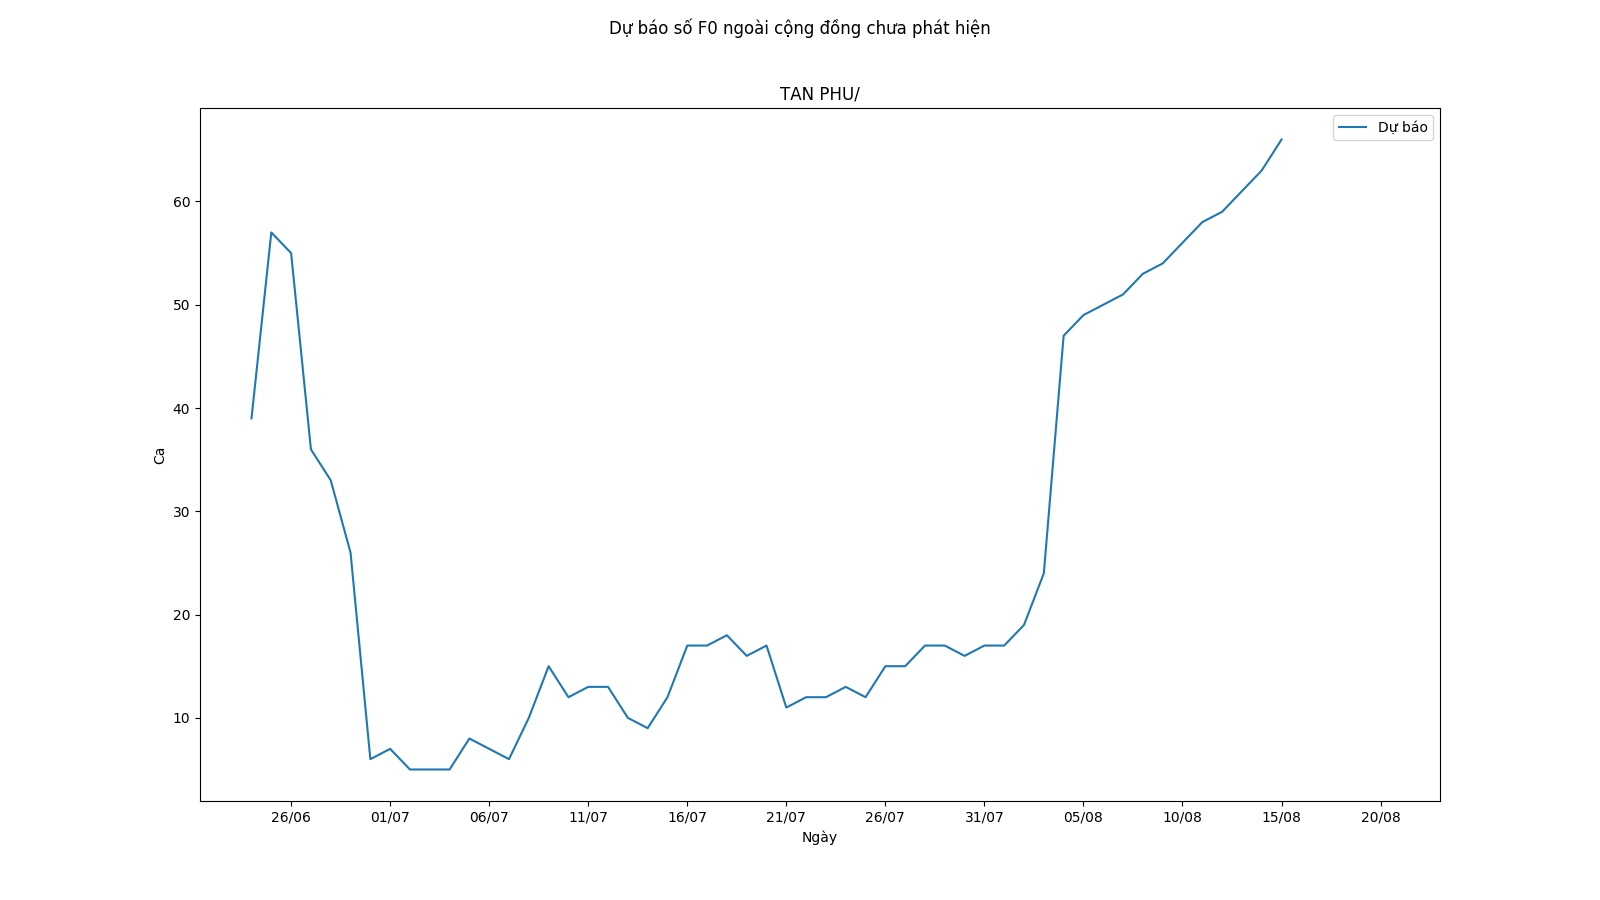 Dự báo số F0 ngoài cộng đồng chưa phát hiện
TAN PHU/
Dự báo
60
50
40
30
20
10
Ca
26/06 01/07 06/07 11/07 16/07 21/07 26/07 31/07 05/08 10/08 15/08 20/08
Ngày